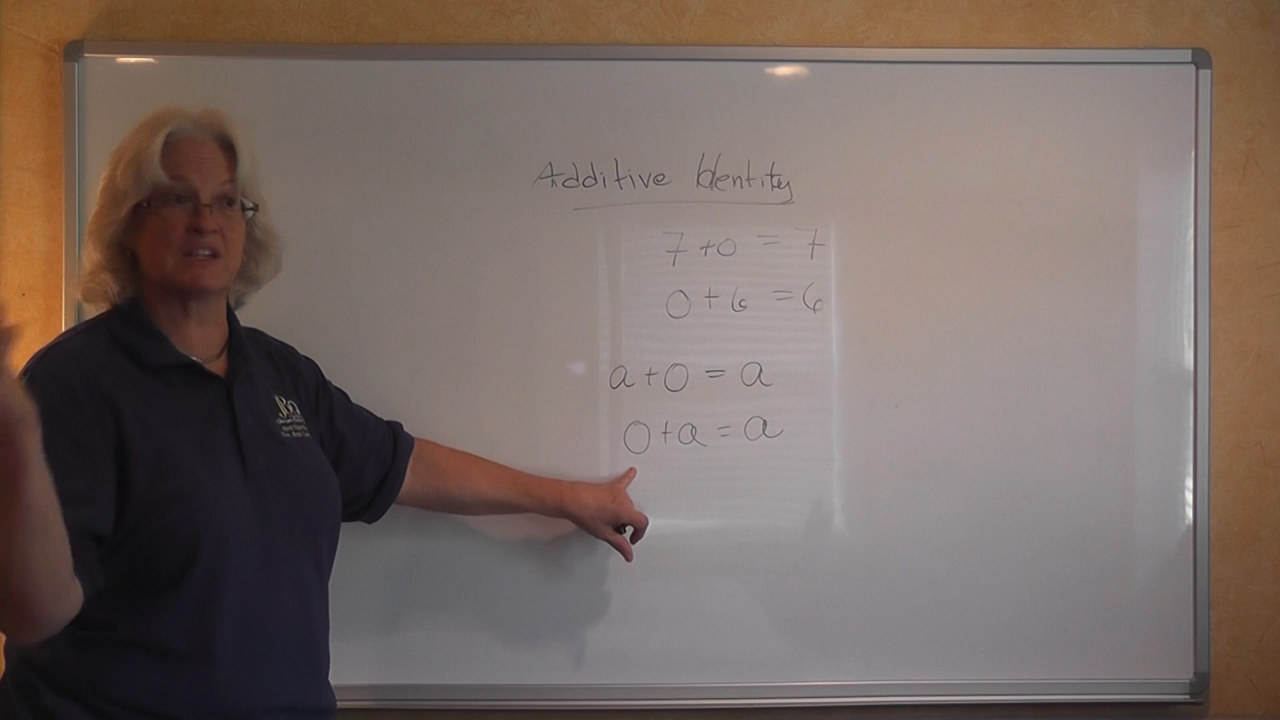 Additive Identity
7 + 0 = 7
0 + 6 = 6
a + 0 = a
0 + a = a